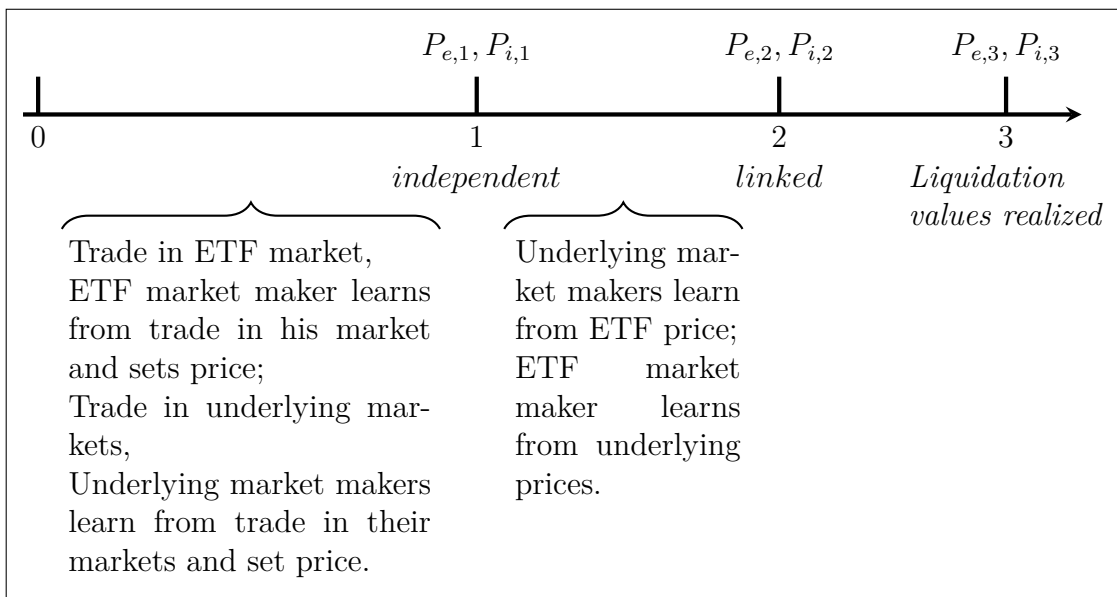 P_{e,1}, P_{i,1} P_{e,2}, P_{i,2} P_{e,3}, P_{i,3}
0 1 2 3
independent linked Liquidation
values realized
Trade in ETF market,
ETF market maker learns
from trade in his market
and sets price;
Trade in underlying mar-
kets,
Underlying market makers
learn from trade in their
markets and set price.
Underlying mar-
ket makers learn
from ETF price;
ETF market
maker learns
from underlying
prices.